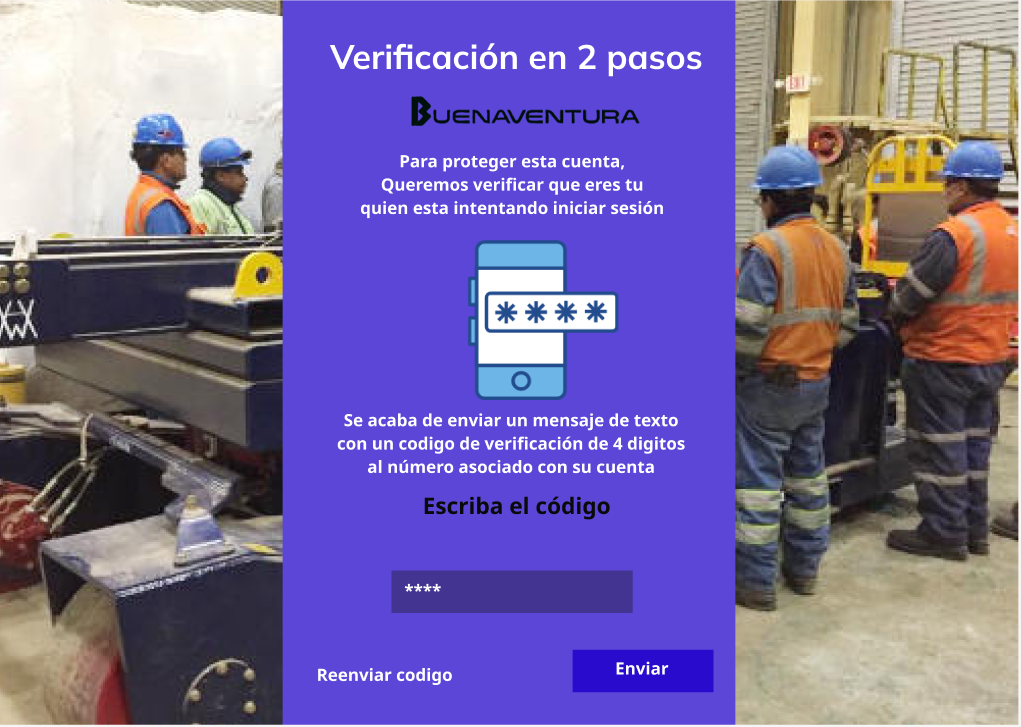 Verificación en 2 pasos
BUENAVENTURA
Para proteger esta cuenta,
Queremos verificar que eres tu
quien esta intentando iniciar sesión
****
Se acaba de enviar un mensaje de texto
con un codigo de verificación de 4 digitos
al número asociado con su cuenta
Escriba el código
****
Reenviar codigo
Enviar